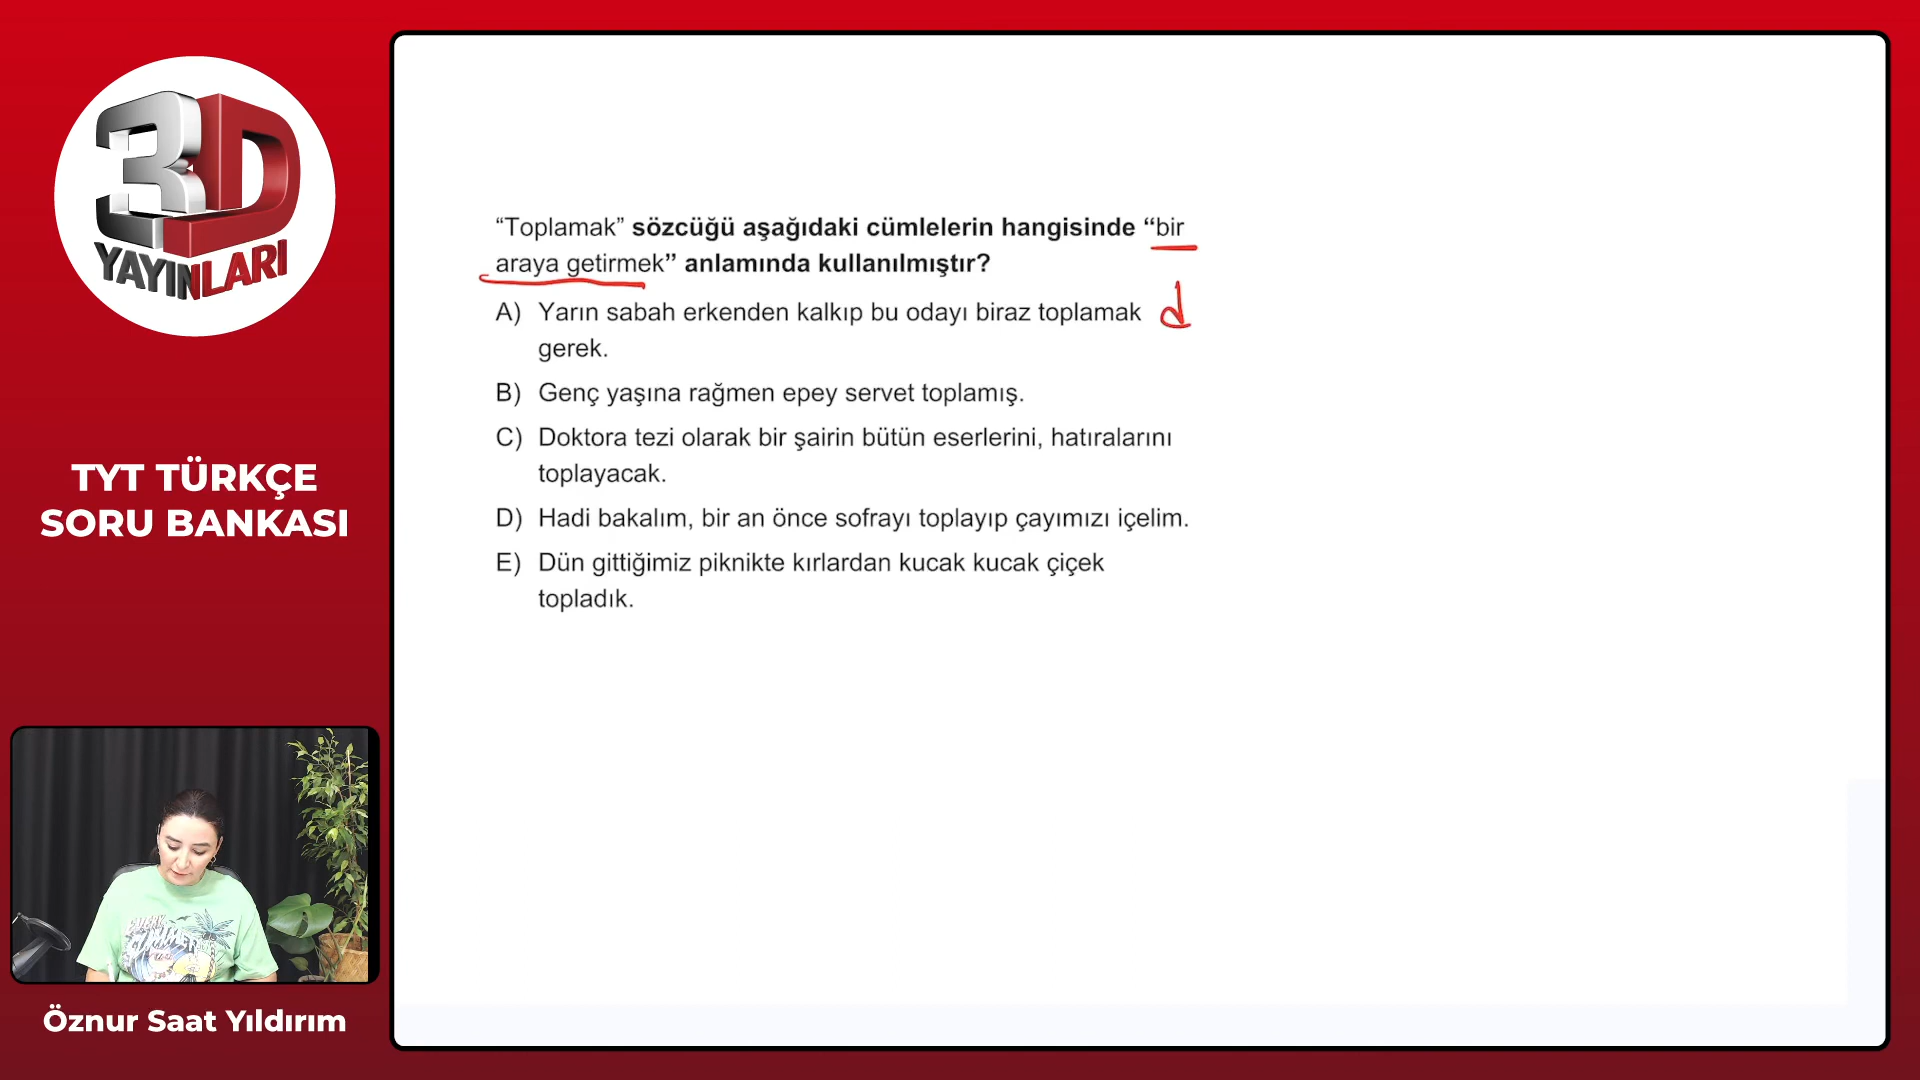 3D
YAYINLARI
TYT TÜRKÇE
SORU BANKASI
Öznur Saat Yıldırım
“Toplamak” sözcüğü aşağıdaki cümlelerin hangisinde “bir
araya getirmek” anlamında kullanılmıştır?
A) Yarın sabah erkenden kalkıp bu odayı biraz toplamak d
gerek.
B) Genç yaşına rağmen epey servet toplamış.
C) Doktora tezi olarak bir şairin bütün eserlerini, hatıralarını
toplayacak.
D) Hadi bakalım, bir an önce sofrayı toplayıp çayımızı içelim.
E) Dün gittiğimiz piknikte kırlardan kucak kucak çiçek
topladık.